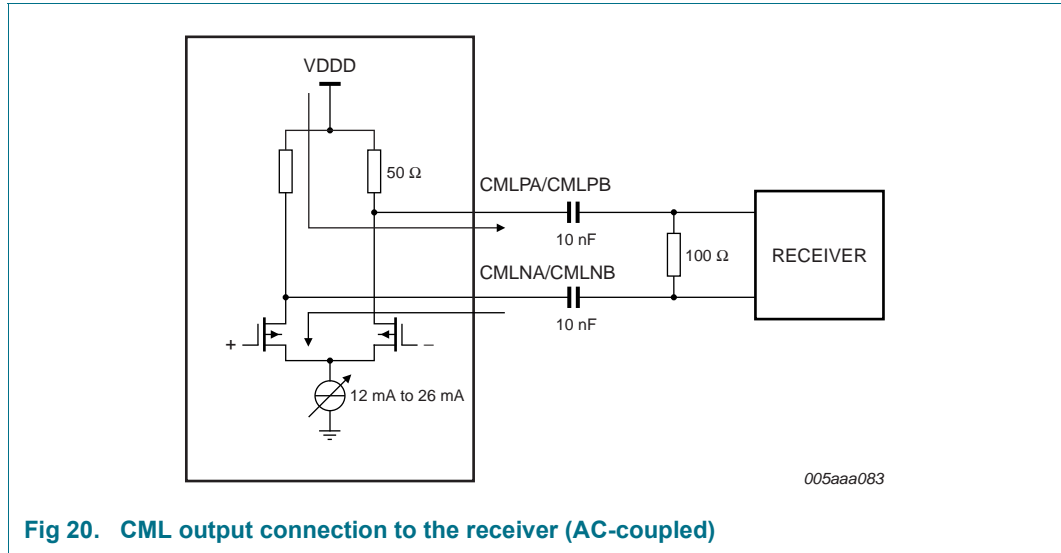 VDDD
50 Ω
CMLPA/CMLPB
10 nF
100 Ω
RECEIVER
CMLNA/CMLNB
10 nF
+
–
12 mA to 26 mA
005aaa083
Fig 20. CML output connection to the receiver (AC-coupled)